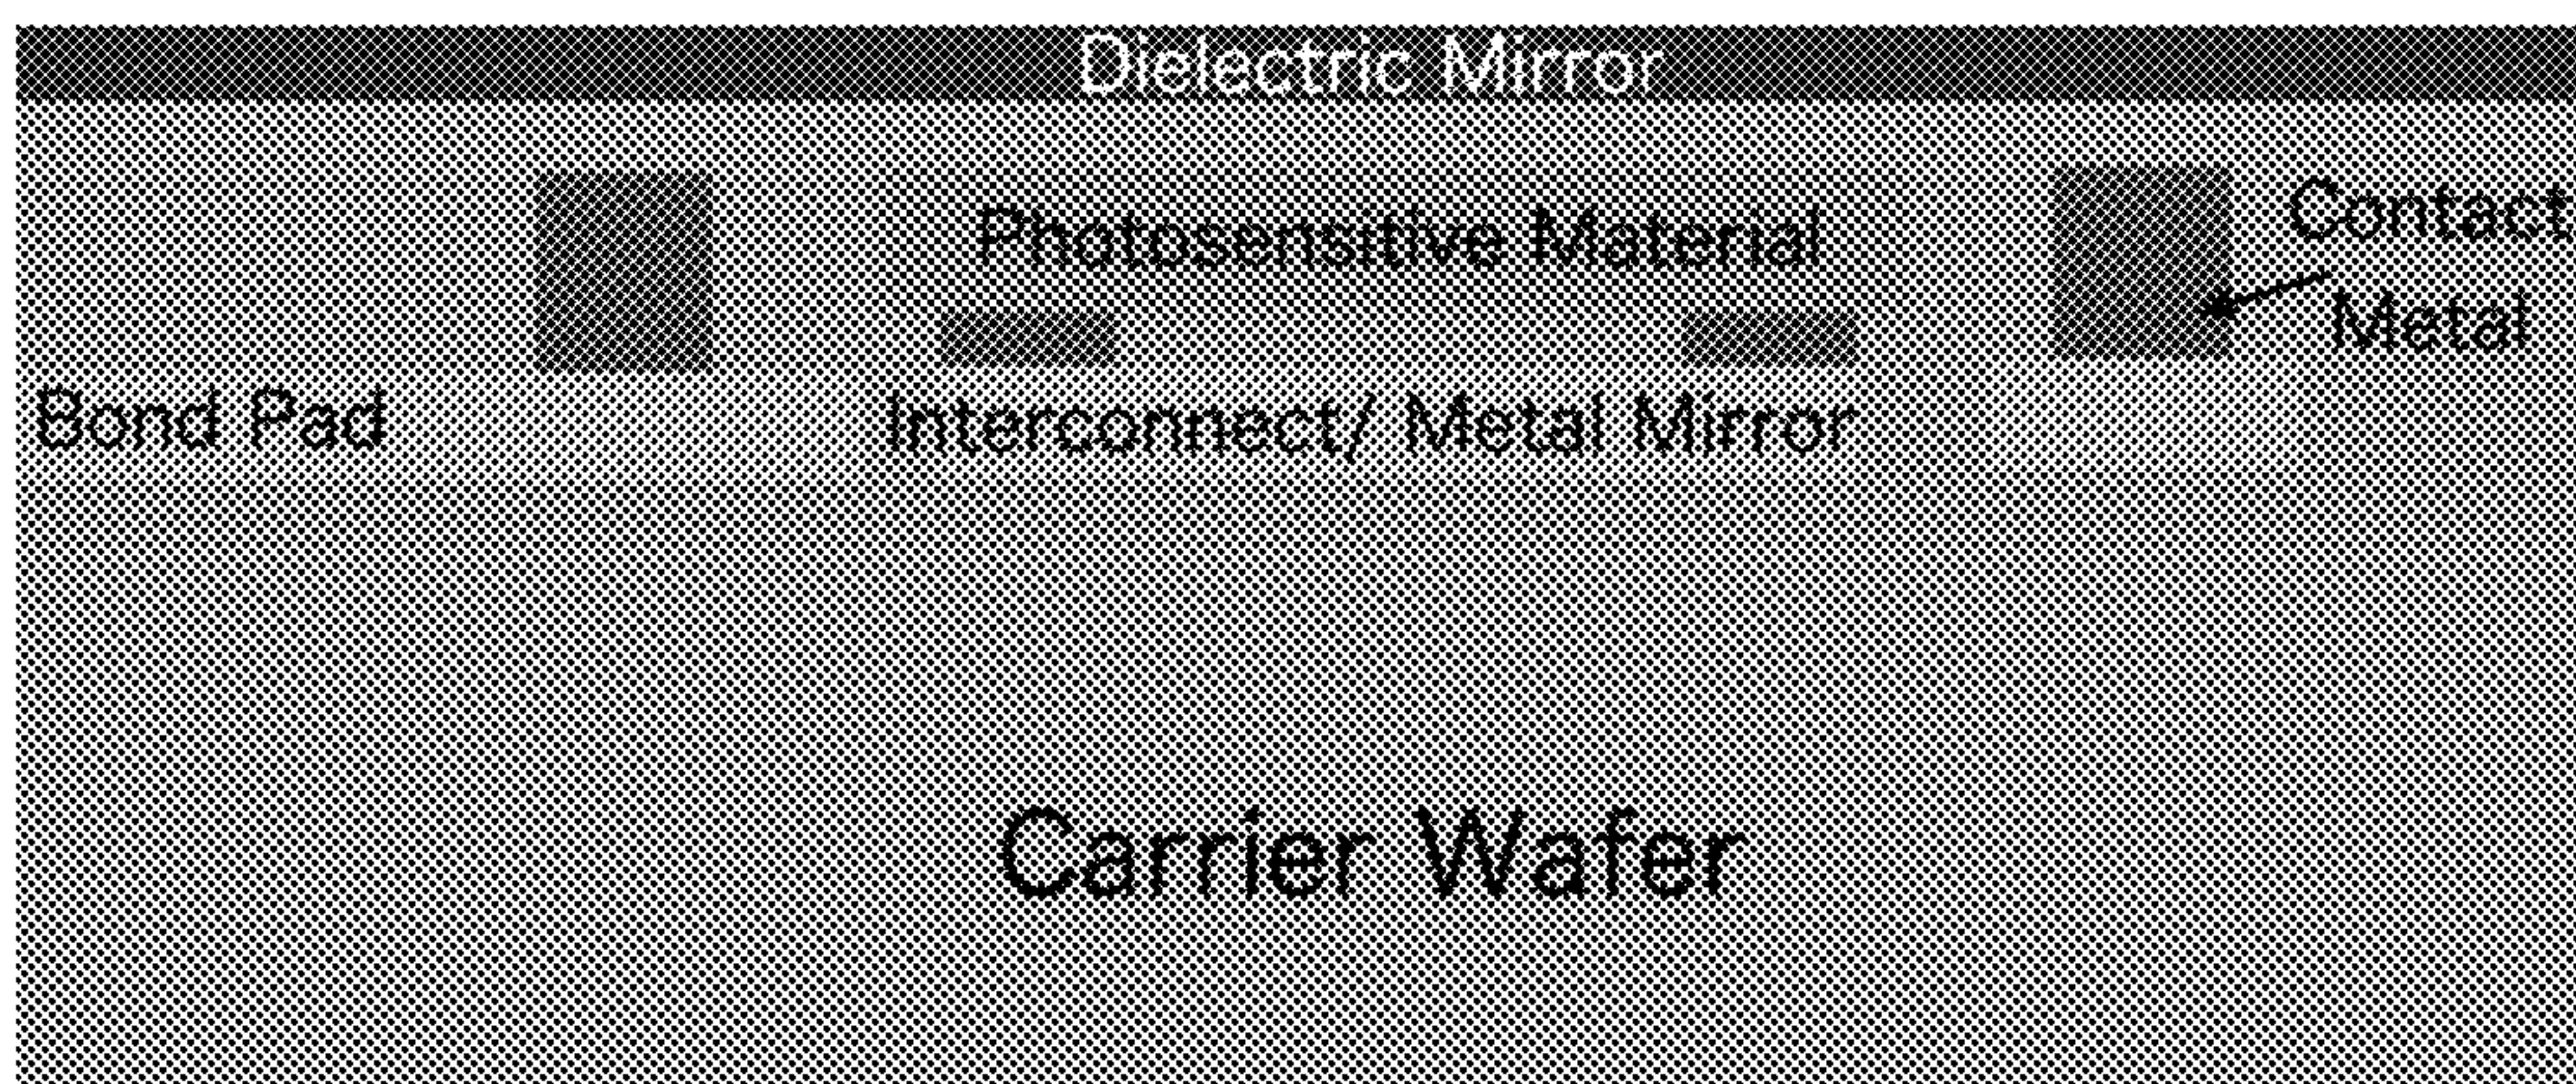 Dielectric Mirror
Photosensitive Material
Contact
Metal
Bond Pad
Interconnect/ Metal Mirror
Carrier Wafer